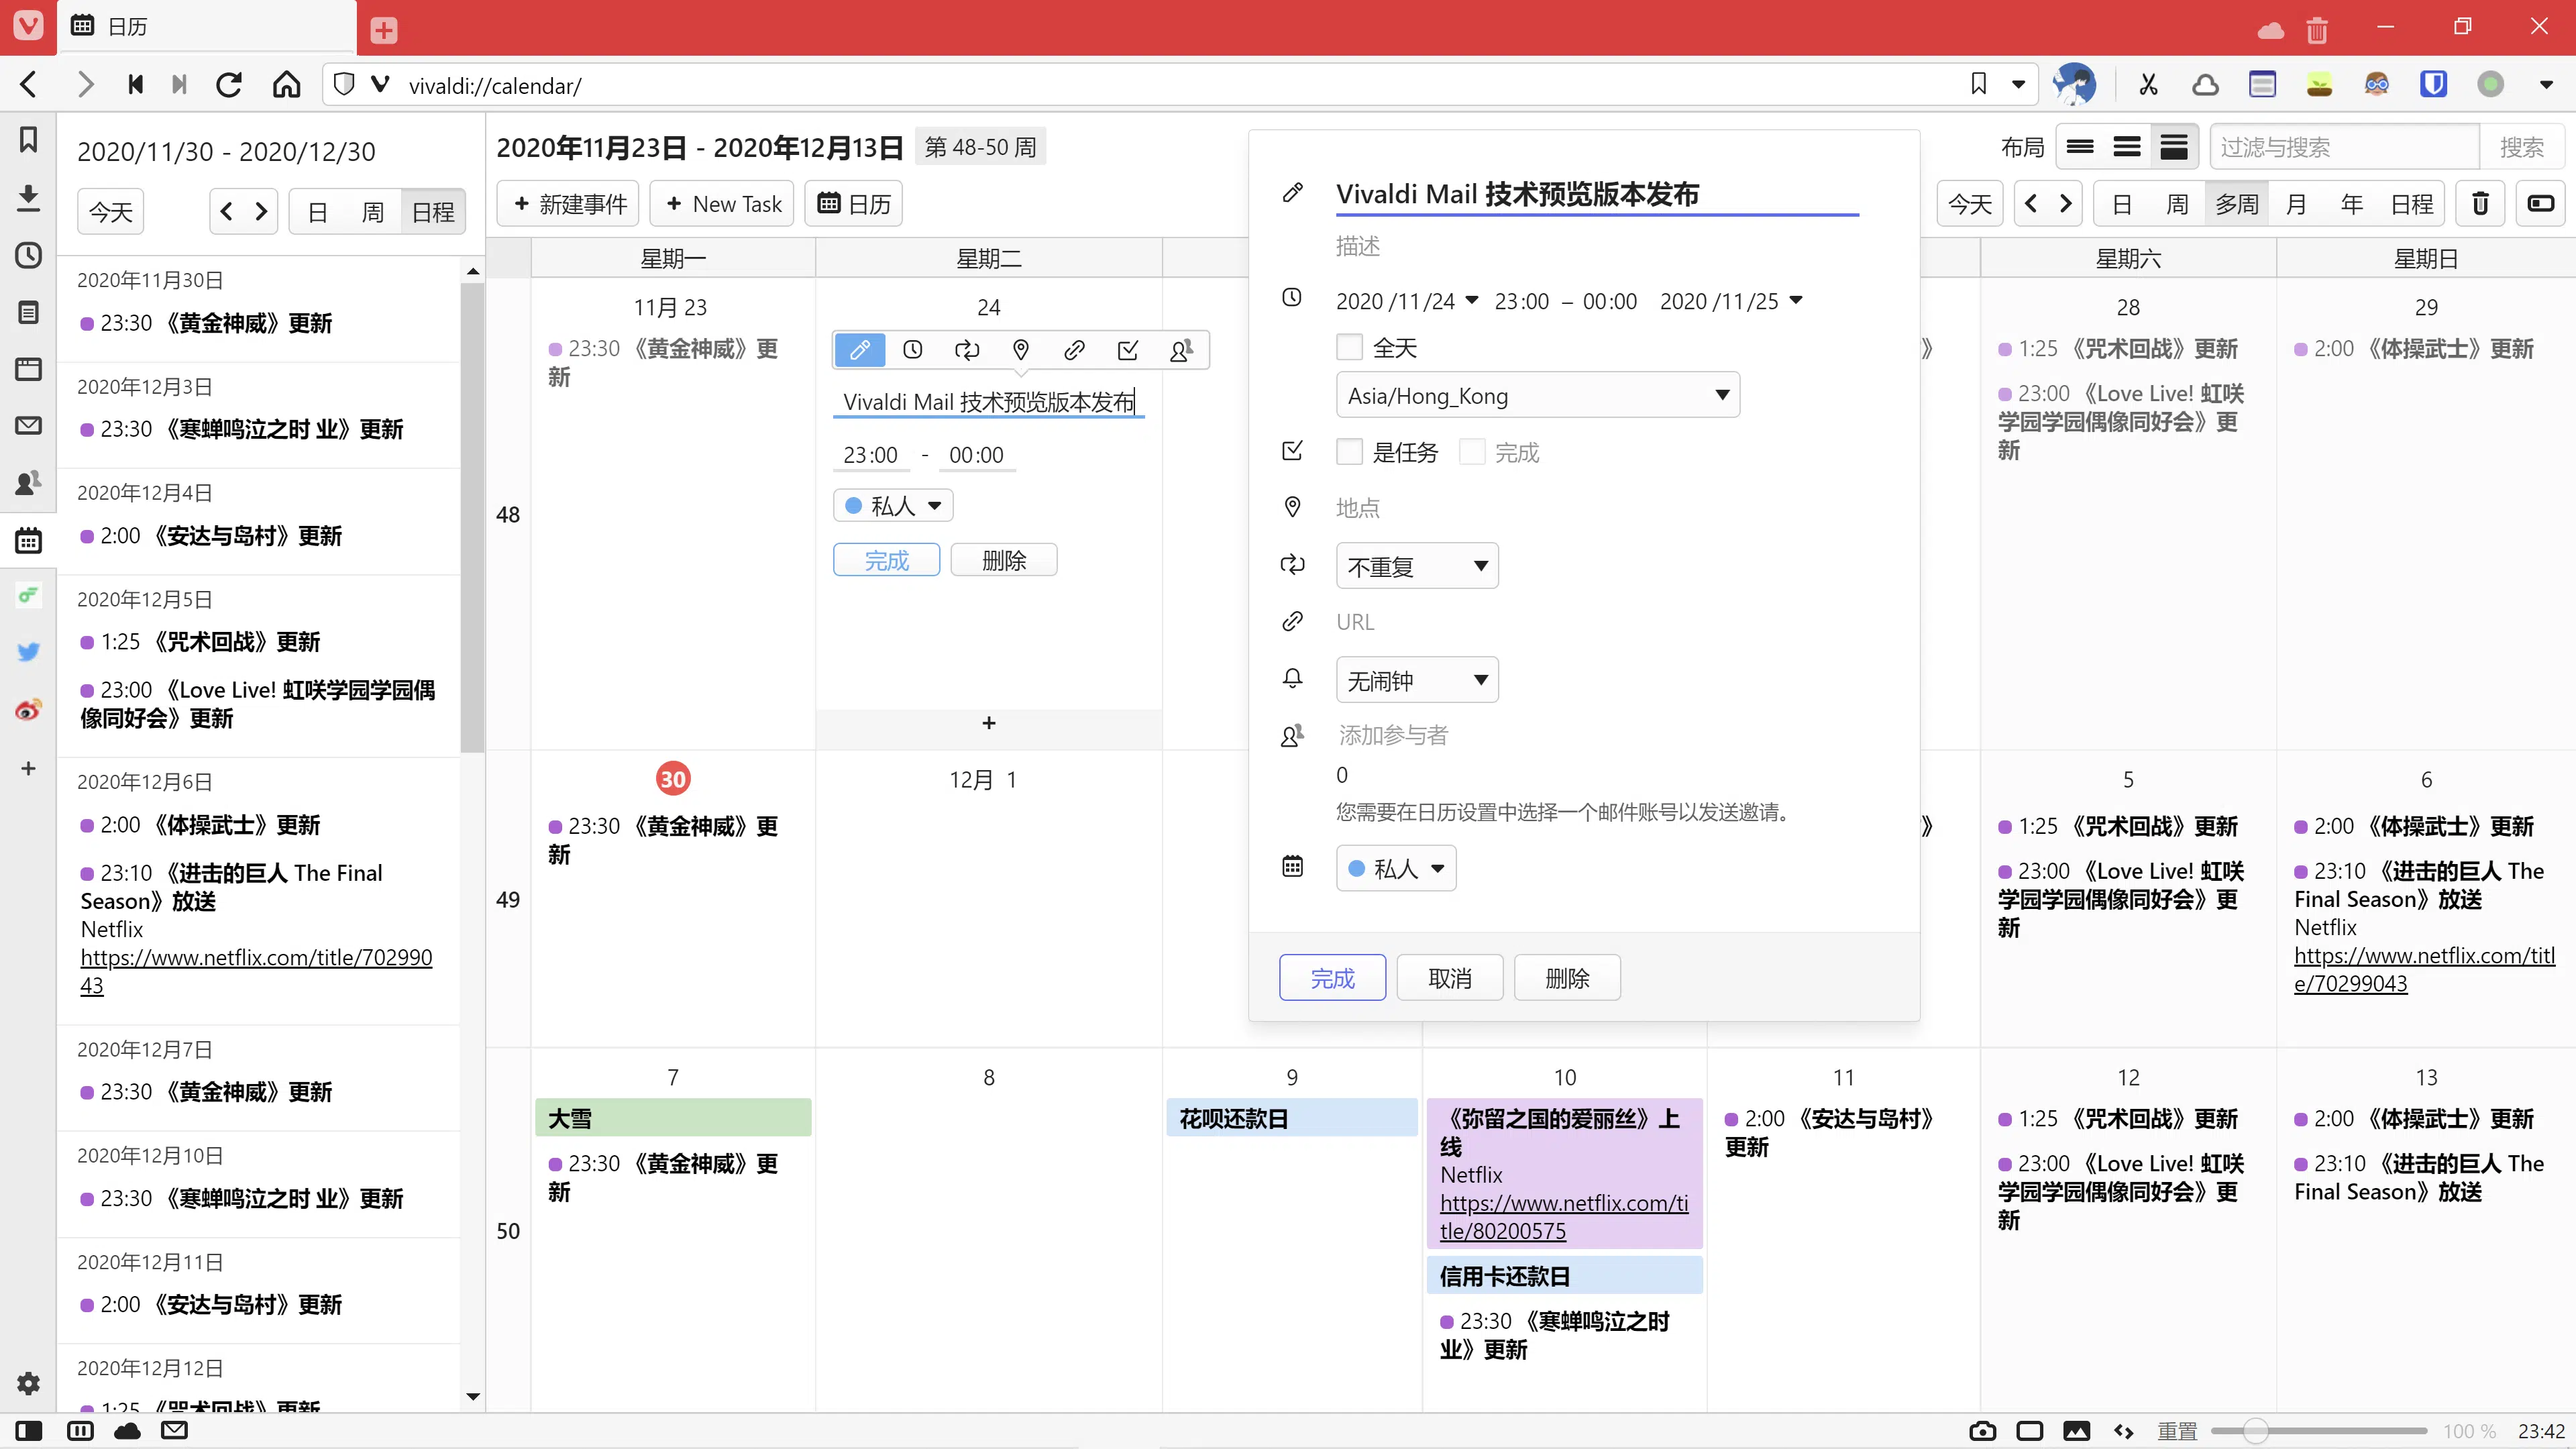 日历
vivaldi://calendar/
2020/11/30 - 2020/12/30
今天
日
周
日程
2020年11月30日
23:30 《黄金神威》更新
2020年12月3日
23:30 《寒蝉鸣泣之时 业》更新
2020年12月4日
2:00 《安达与岛村》更新
2020年12月5日
1:25 《咒术回战》更新
23:00 《Love Live! 虹咲学园学园偶
像同好会》更新
2020年12月6日
2:00 《体操武士》更新
23:10 《进击的巨人 The Final
Season》放送
Netflix
https://www.netflix.com/title/702990
43
2020年12月7日
23:30 《黄金神威》更新
2020年12月10日
23:30 《寒蝉鸣泣之时 业》更新
2020年12月11日
2:00 《安达与岛村》更新
2020年12月12日
1:25 《咒术回战》更新
2020年11月23日 - 2020年12月13日
第 48-50 周
+ 新建事件
+ New Task
日历
布局
过滤与搜索
搜索
今天
日
周
多周
月
年
日程
星期一
星期二
星期六
星期日
48
11月 23
23:30 《黄金神威》更
新
24
Vivaldi Mail 技术预览版本发布
23:00 - 00:00
私人
完成
删除
+
28
1:25 《咒术回战》更新
23:00 《Love Live! 虹咲
学园学园偶像同好会》更
新
29
2:00 《体操武士》更新
》
49
30
23:30 《黄金神威》更
新
12月 1
》
5
1:25 《咒术回战》更新
23:00 《Love Live! 虹咲
学园学园偶像同好会》更
新
6
2:00 《体操武士》更新
23:10 《进击的巨人 The
Final Season》放送
Netflix
https://www.netflix.com/titl
e/70299043
50
7
大雪
23:30 《黄金神威》更
新
8
9
花呗还款日
10
《弥留之国的爱丽丝》上
线
Netflix
https://www.netflix.com/ti
tle/80200575
信用卡还款日
23:30 《寒蝉鸣泣之时
业》更新
11
2:00 《安达与岛村》
更新
12
1:25 《咒术回战》更新
23:00 《Love Live! 虹咲
学园学园偶像同好会》更
新
13
2:00 《体操武士》更新
23:10 《进击的巨人 The
Final Season》放送
Vivaldi Mail 技术预览版本发布
描述
2020 /11/24 23:00 – 00:00 2020 /11/25
全天
Asia/Hong_Kong
是任务
完成
地点
不重复
URL
无闹钟
添加参与者
0
您需要在日历设置中选择一个邮件账号以发送邀请。
私人
完成
取消
删除
重置
100 %
23:42